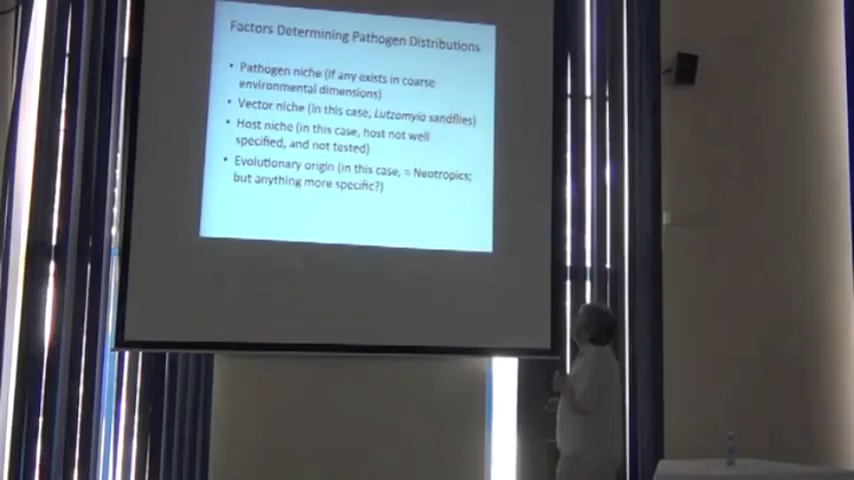 Factors Determining Pathogen Distributions
• Pathogen niche (if any exists in coarse
environmental dimensions)
• Vector niche (in this case, Lutzomyia sandflies)
• Host niche (in this case, host not well
specified, and not tested)
• Evolutionary origin (in this case, = Neotropics;
but anything more specific?)